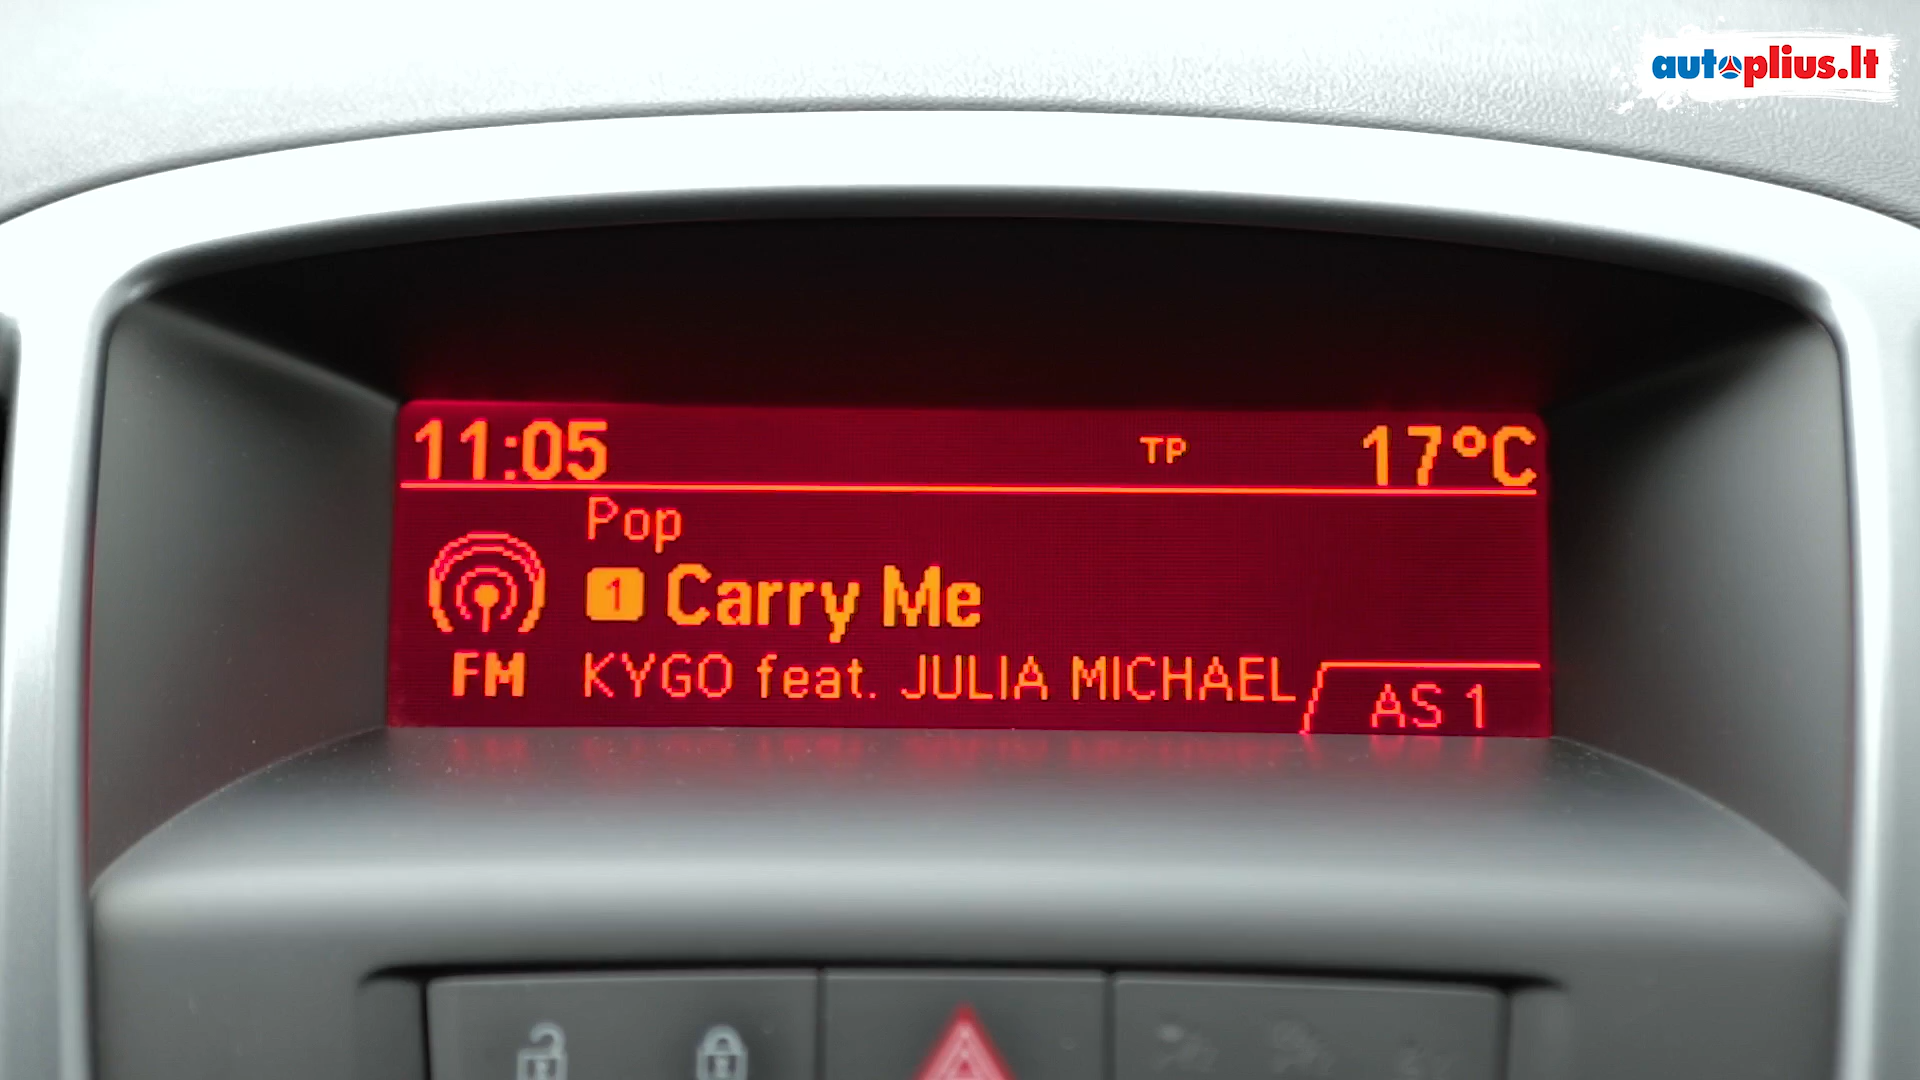 autoplius.lt
11:05 TP 17°C
Pop
1 Carry Me
FM KYGO feat. JULIA MICHAEL AS 1